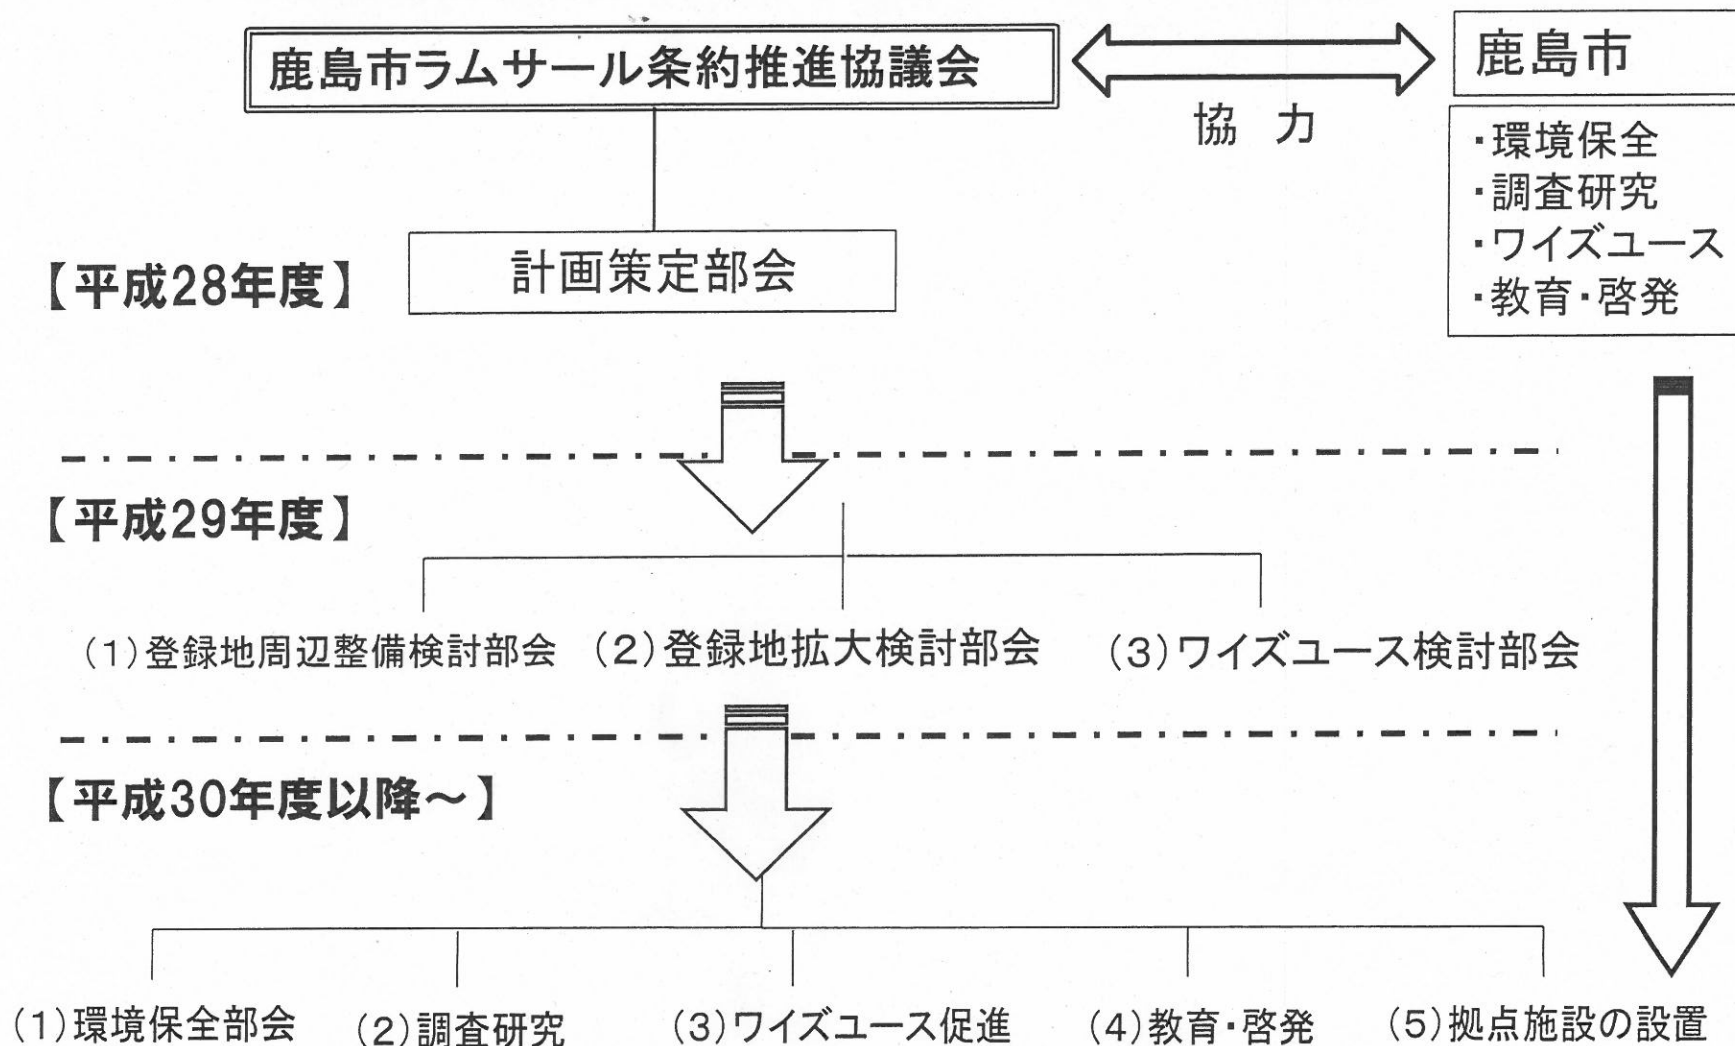 鹿島市ラムサール条約推進協議会
鹿島市
協 力
・環境保全
・調査研究
・ワイズユース
・教育・啓発
【平成28年度】
計画策定部会
【平成29年度】
(1)登録地周辺整備検討部会
(2)登録地拡大検討部会
(3)ワイズユース検討部会
【平成30年度以降～】
(1)環境保全部会
(2)調査研究
(3)ワイズユース促進
(4)教育・啓発
(5)拠点施設の設置